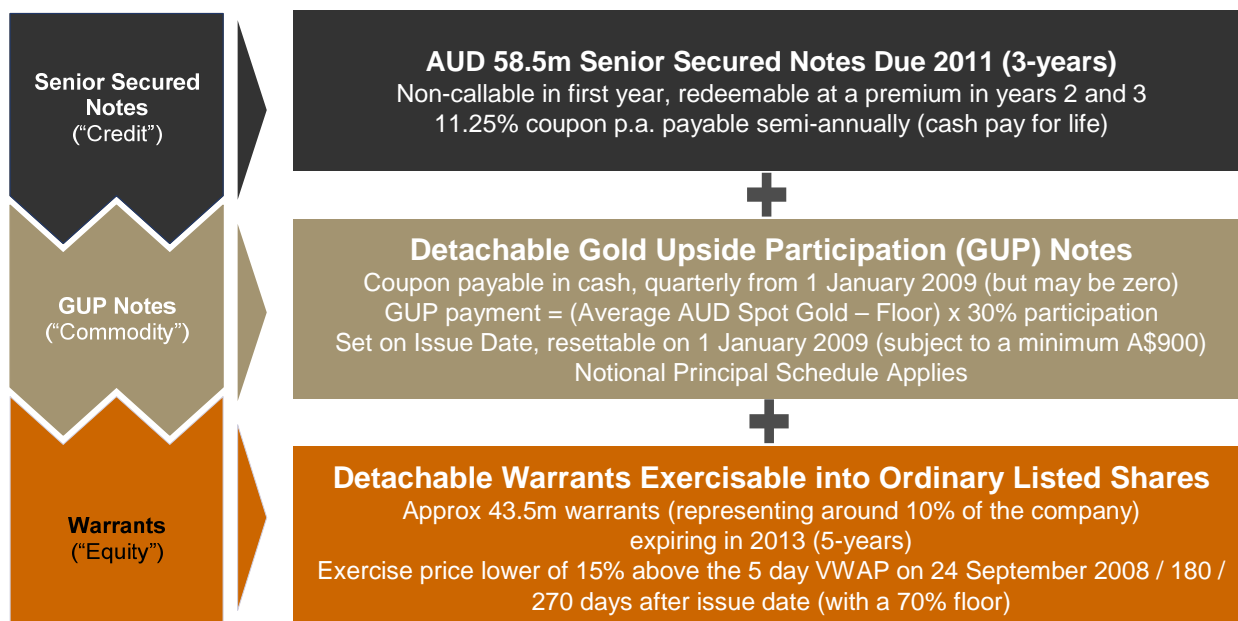 Senior Secured
Notes
(“Credit”)
AUD 58.5m Senior Secured Notes Due 2011 (3-years)
Non-callable in first year, redeemable at a premium in years 2 and 3
11.25% coupon p.a. payable semi-annually (cash pay for life)
GUP Notes
(“Commodity”)
Detachable Gold Upside Participation (GUP) Notes
Coupon payable in cash, quarterly from 1 January 2009 (but may be zero)
GUP payment = (Average AUD Spot Gold – Floor) x 30% participation
Set on Issue Date, resettable on 1 January 2009 (subject to a minimum A$900)
Notional Principal Schedule Applies
Warrants
(“Equity”)
Detachable Warrants Exercisable into Ordinary Listed Shares
Approx 43.5m warrants (representing around 10% of the company)
expiring in 2013 (5-years)
Exercise price lower of 15% above the 5 day VWAP on 24 September 2008 / 180 /
270 days after issue date (with a 70% floor)